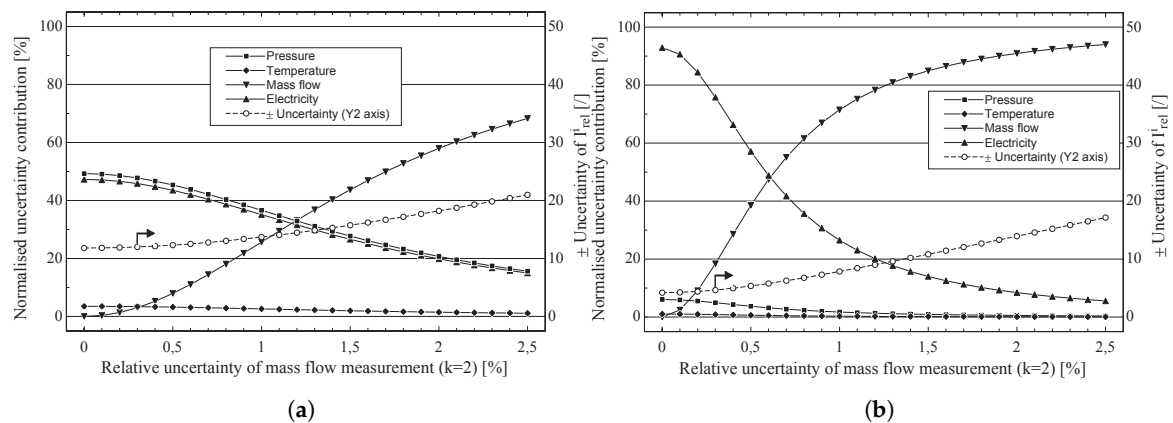 100
80
60
40
20
0
Normalised uncertainty contribution [%]
Pressure
Temperature
Mass flow
Electricity
± Uncertainty (Y2 axis)
50
40
30
20
10
0
± Uncertainty of
0
0,5
1
1,5
2
2,5
Relative uncertainty of mass flow measurement (k=2) [%]
(a)
100
80
60
40
20
0
Normalised uncertainty contribution [%]
Pressure
Temperature
Mass flow
Electricity
± Uncertainty (Y2 axis)
50
40
30
20
10
0
± Uncertainty of
0
0,5
1
1,5
2
2,5
Relative uncertainty of mass flow measurement (k=2) [%]
(b)